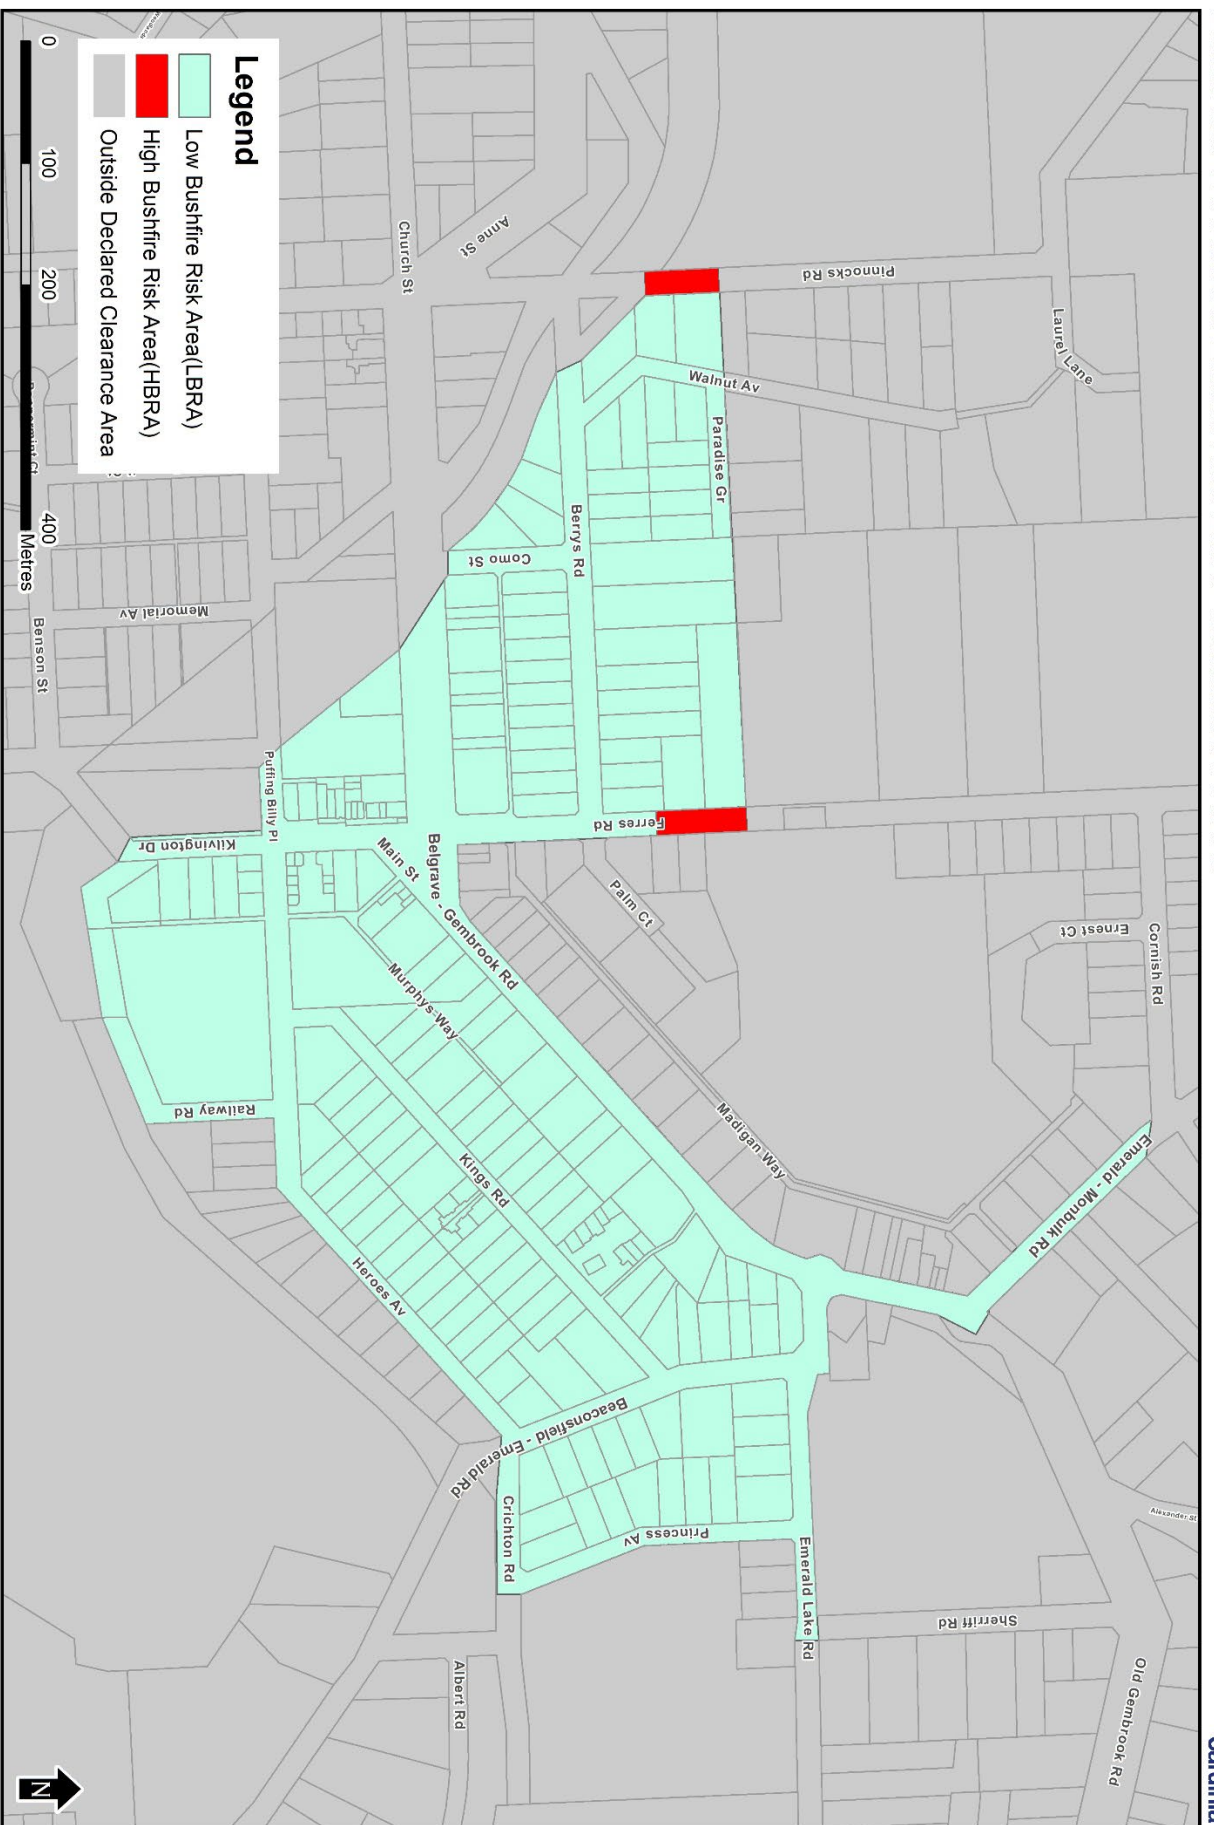 Legend
Low Bushfire Risk Area(LBRA)
High Bushfire Risk Area(HBRA)
Outside Declared Clearance Area
0
100
200
400
Metres
Church St
Anne St
Pinnocks Rd
Laurel Lane
Walnut Av
Paradise Gr
Berrys Rd
Como St
Memorial Av
Benson St
Puffing Billy Pl
Kilvington Dr
Main St
Belgrave - Gembrook Rd
Ferres Rd
Palm Ct
Ernest Ct
Cornish Rd
Murphys Way
Madigan Way
Emerald - Monbulk Rd
Railway Rd
Kings Rd
Heroes Av
Beaconsfield - Emerald Rd
Crichton Rd
Princess Av
Emerald Lake Rd
Sherriff Rd
Alexander St
Old Gembrook Rd
Albert Rd
N